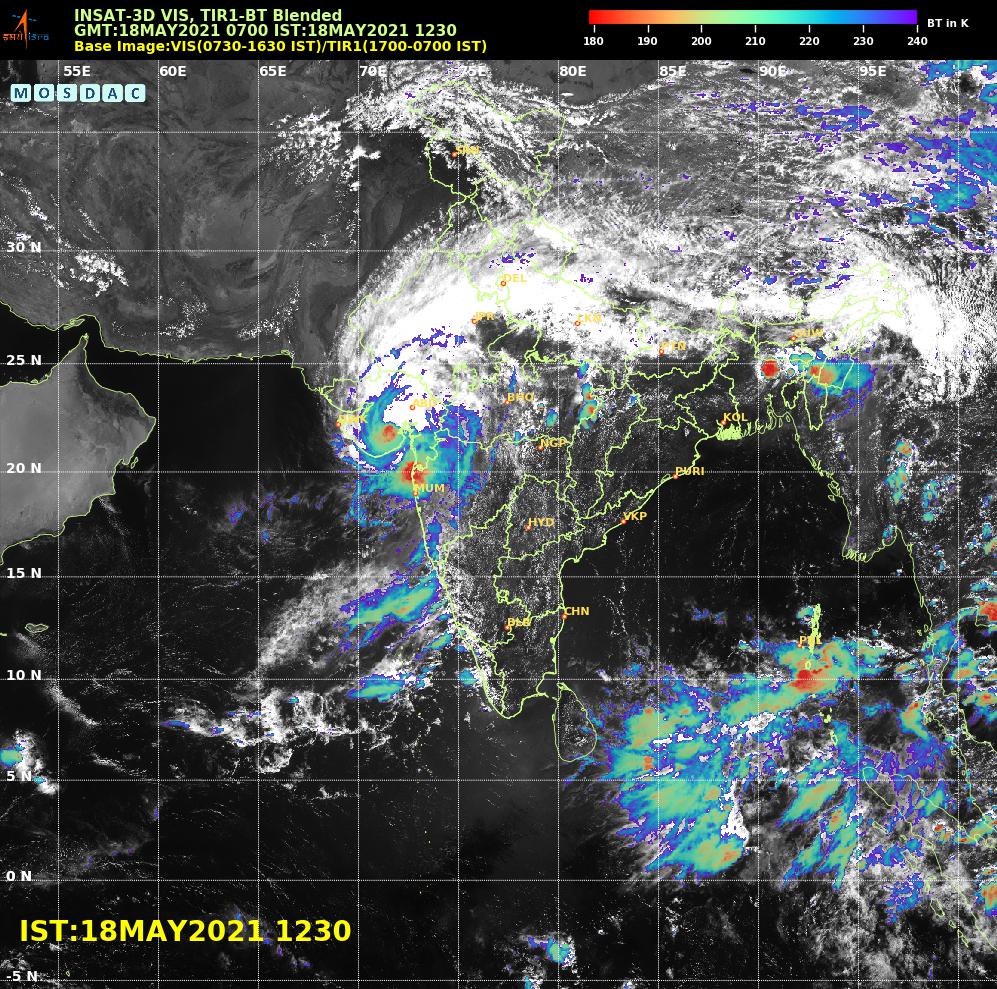 INSAT-3D VIS, TIR1-BT Blended
GMT:18MAY2021 0700 IST:18MAY2021 1230
Base Image:VIS(0730-1630 IST)/TIR1(1700-0700 IST)
BT in K
180 190 200 210 220 230 240
55E 60E 65E 70E 75E 80E 85E 90E 95E
MOSDAC
SRN
30 N
DEL
JPR LKN
GUW
PTN
25 N
BHO
KOL
NGP
20 N
PURI
MUM
HYD
VKP
15 N
CHN
BLR
10 N
5 N
0 N
IST:18MAY2021 1230
-5 N